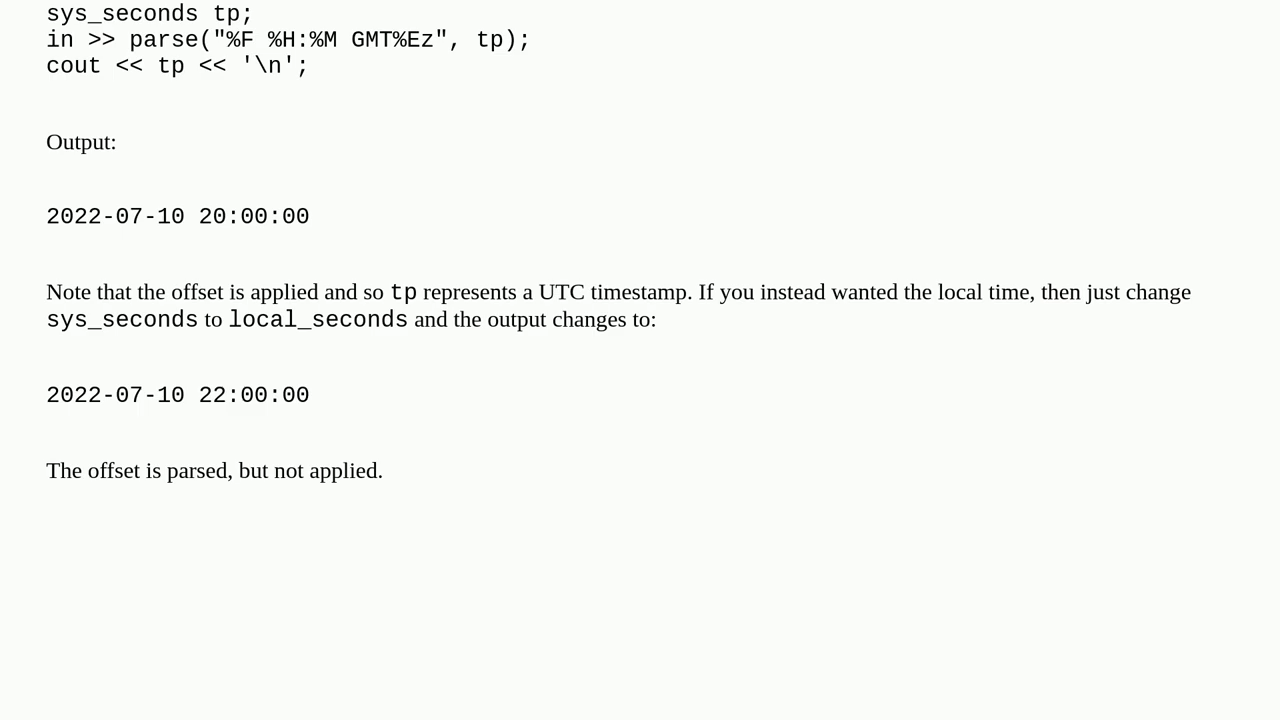 sys_seconds tp;
in >> parse("%F %H:%M GMT%Ez", tp);
cout << tp << '\n';
Output:
2022-07-10 20:00:00
Note that the offset is applied and so tp represents a UTC timestamp. If you instead wanted the local time, then just change
sys_seconds to local_seconds and the output changes to:
2022-07-10 22:00:00
The offset is parsed, but not applied.